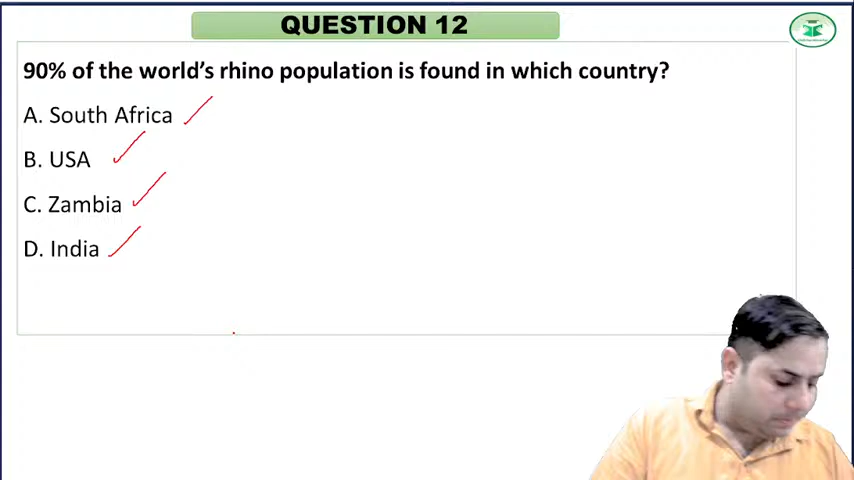 QUESTION 12
90% of the world's rhino population is found in which country?
A. South Africa
B. USA
C. Zambia
D. India